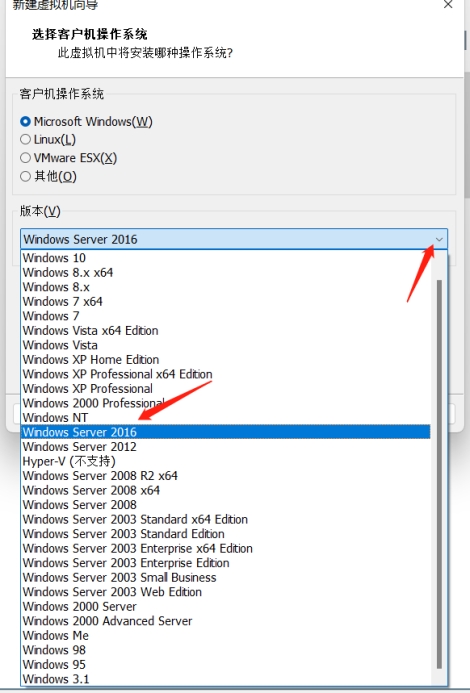 新建虚拟机向导
选择客户机操作系统
此虚拟机中将安装哪种操作系统?
客户机操作系统
Microsoft Windows(W)
Linux(L)
VMware ESX(X)
其他(O)
版本(V)
Windows Server 2016
Windows 10
Windows 8.x x64
Windows 8.x
Windows 7 x64
Windows 7
Windows Vista x64 Edition
Windows Vista
Windows XP Home Edition
Windows XP Professional x64 Edition
Windows XP Professional
Windows 2000 Professional
Windows NT
Windows Server 2016
Windows Server 2012
Hyper-V (不支持)
Windows Server 2008 R2 x64
Windows Server 2008 x64
Windows Server 2008
Windows Server 2003 Standard x64 Edition
Windows Server 2003 Standard Edition
Windows Server 2003 Enterprise x64 Edition
Windows Server 2003 Enterprise Edition
Windows Server 2003 Small Business
Windows Server 2003 Web Edition
Windows 2000 Server
Windows 2000 Advanced Server
Windows Me
Windows 98
Windows 95
Windows 3.1